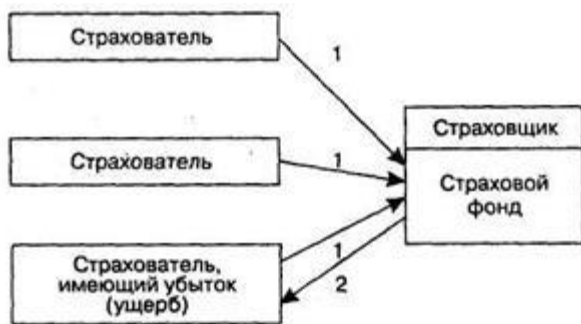 Страхователь
1
Страховщик
Страхователь
1
Страховой
фонд
Страхователь,
имеющий убыток
(ущерб)
1
2